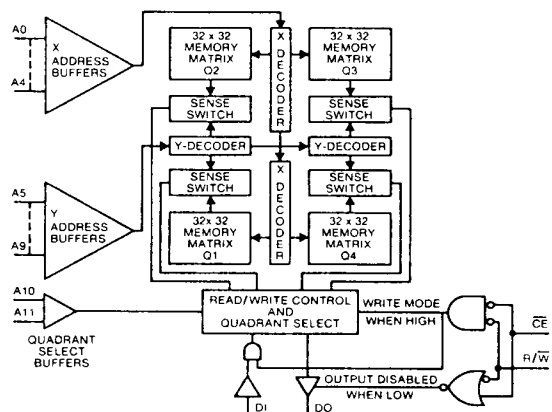 A0
A4
X
ADDRESS
BUFFERS
32 x 32
MEMORY
MATRIX
Q2
X DECODER
32 x 32
MEMORY
MATRIX
Q3
SENSE
SWITCH
SENSE
SWITCH
Y-DECODER
Y-DECODER
A5
A9
Y
ADDRESS
BUFFERS
SENSE
SWITCH
X DECODER
SENSE
SWITCH
32 x 32
MEMORY
MATRIX
Q1
32 x 32
MEMORY
MATRIX
Q4
A10
A11
QUADRANT
SELECT
BUFFERS
READ/WRITE CONTROL
AND
QUADRANT SELECT
WRITE MODE
WHEN HIGH
C̅E̅
R/W̅
OUTPUT DISABLED
WHEN LOW
DI
DO